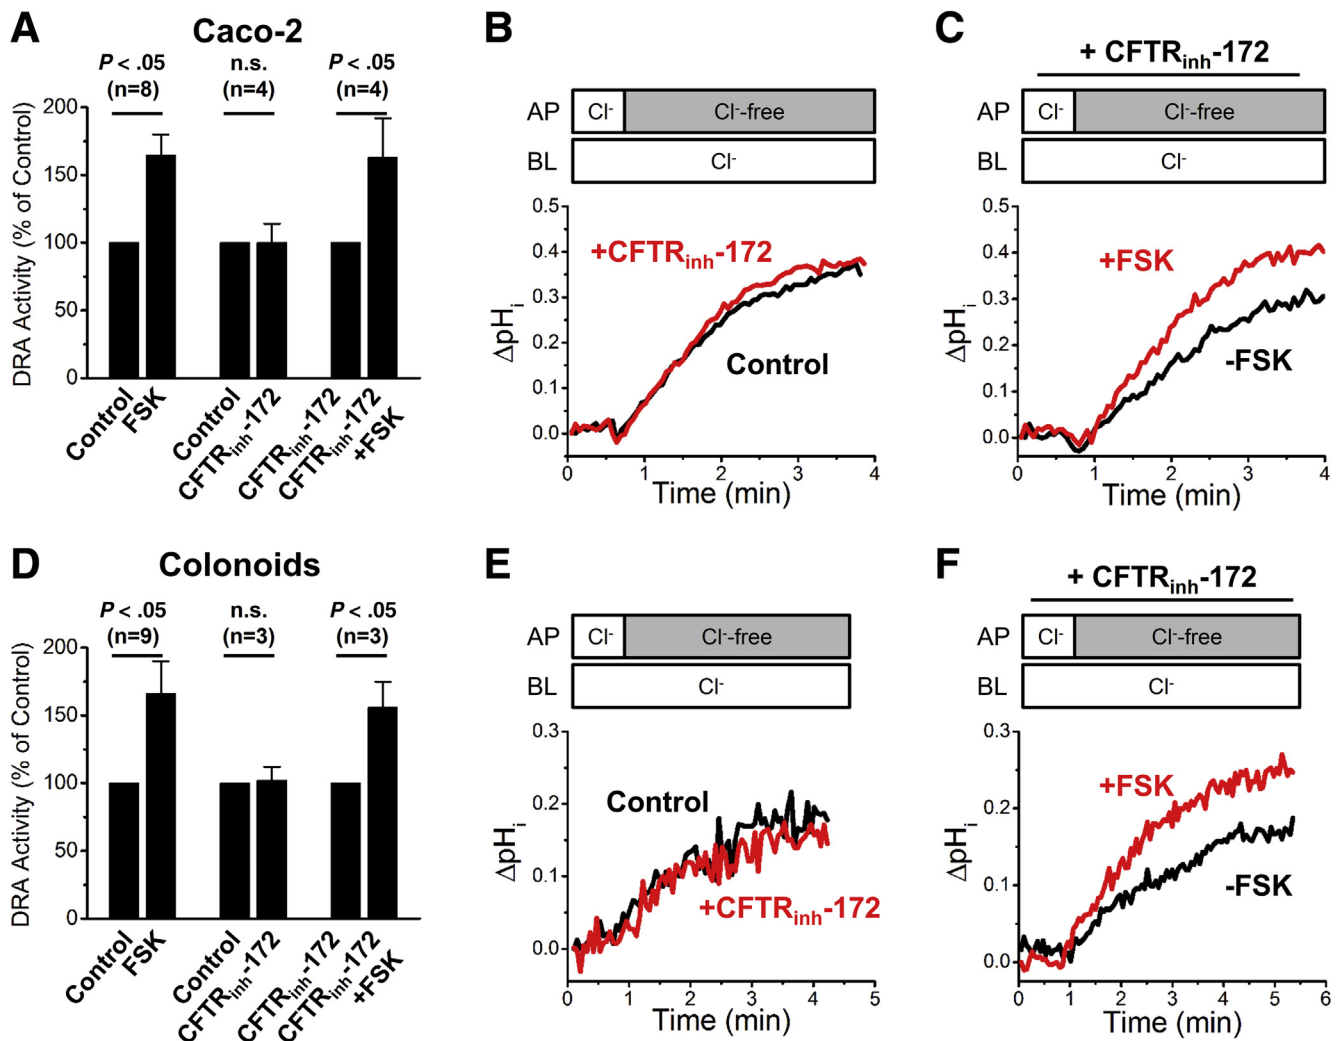 A
Caco-2
P < .05
(n=8)
n.s.
(n=4)
P < .05
(n=4)
DRA Activity (% of Control)
200
150
100
50
0
Control
FSK
Control
CFTRinh-172
CFTRinh-172
CFTRinh-172
+FSK
B
AP
Cl-
Cl-free
BL
Cl-
ΔpHi
0.5
0.4
0.3
0.2
0.1
0.0
+CFTRinh-172
Control
0
1
2
3
4
Time (min)
C
+ CFTRinh-172
AP
Cl-
Cl-free
BL
Cl-
ΔpHi
0.5
0.4
0.3
0.2
0.1
0.0
+FSK
-FSK
0
1
2
3
4
Time (min)
D
Colonoids
P < .05
(n=9)
n.s.
(n=3)
P < .05
(n=3)
DRA Activity (% of Control)
200
150
100
50
0
Control
FSK
Control
CFTRinh-172
CFTRinh-172
CFTRinh-172
+FSK
E
AP
Cl-
Cl-free
BL
Cl-
ΔpHi
0.3
0.2
0.1
0.0
Control
+CFTRinh-172
0
1
2
3
4
5
Time (min)
F
+ CFTRinh-172
AP
Cl-
Cl-free
BL
Cl-
ΔpHi
0.3
0.2
0.1
0.0
+FSK
-FSK
0
1
2
3
4
5
6
Time (min)